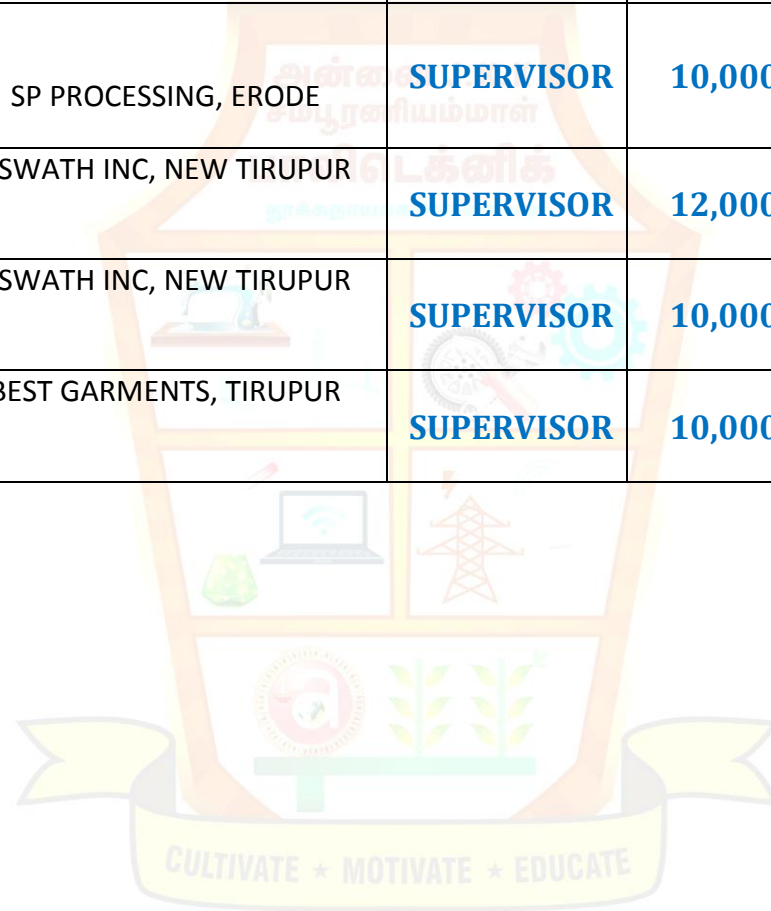 SP PROCESSING, ERODE SUPERVISOR 10,000
SWATH INC, NEW TIRUPUR SUPERVISOR 12,000
SWATH INC, NEW TIRUPUR SUPERVISOR 10,000
BEST GARMENTS, TIRUPUR SUPERVISOR 10,000
CULTIVATE ★ MOTIVATE ★ EDUCATE